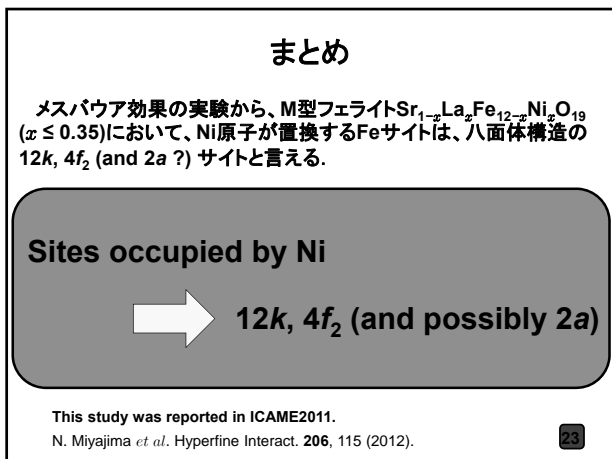 まとめ
メスバウア効果の実験から、M型フェライトSr₁₋ₓLaₓFe₁₂₋ₓNiₓO₁₉
(x ≤ 0.35)において、Ni原子が置換するFeサイトは、八面体構造の
12k, 4f₂ (and 2a ?) サイトと言える.
Sites occupied by Ni
12k, 4f₂ (and possibly 2a)
This study was reported in ICAME2011.
N. Miyajima et al. Hyperfine Interact. 206, 115 (2012).
23